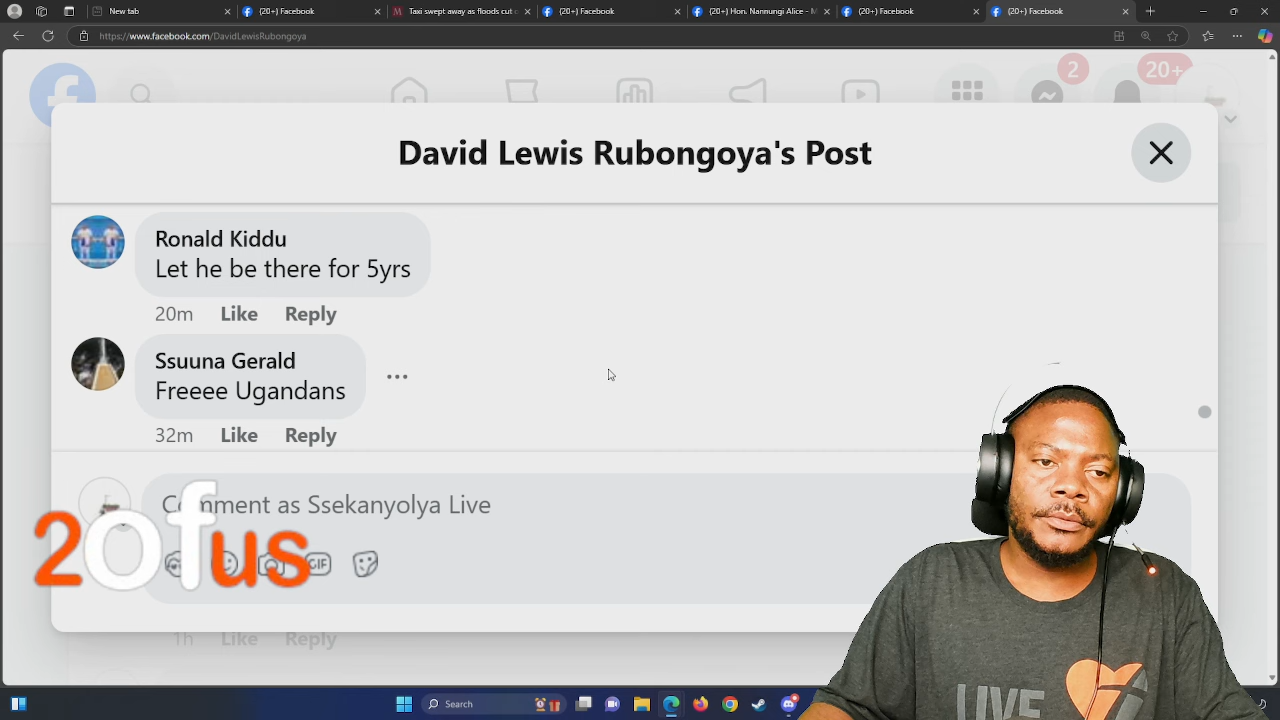 New tab
(20+) Facebook
Taxi swept away as floods cut o
(20+) Facebook
(20+) Hon. Nannungi Alice - M
(20+) Facebook
(20+) Facebook
https://www.facebook.com/DavidLewisRubongoya
2
20+
David Lewis Rubongoya's Post
Ronald Kiddu
Let he be there for 5yrs
20m Like Reply
Ssuuna Gerald
Freeee Ugandans
32m Like Reply
Comment as Ssekanyolya Live
GIF
2Ofus
1h Like Reply
LIVE
Search